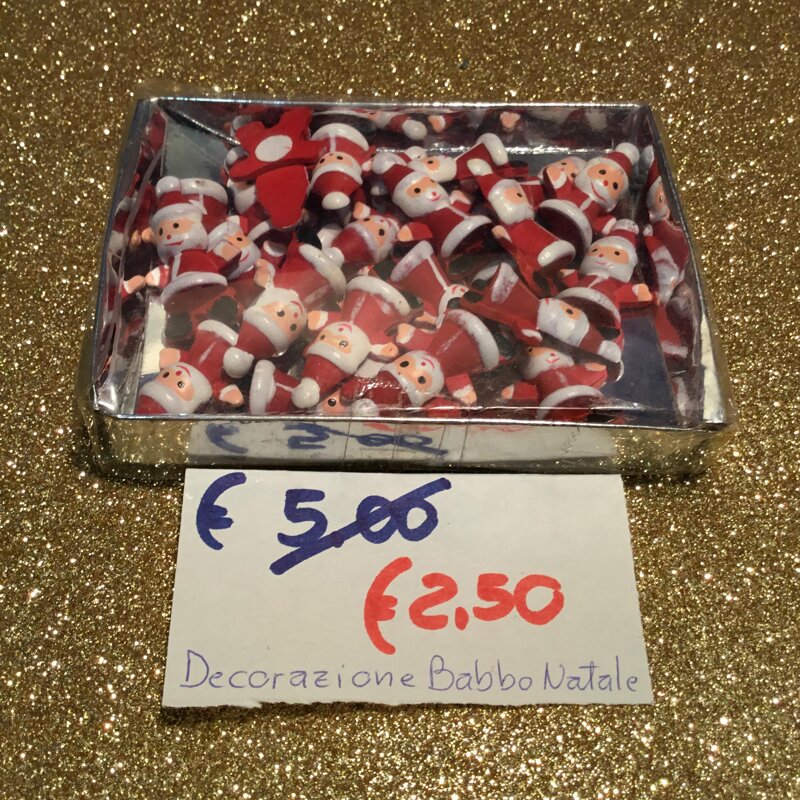 € 5.00
€2,50
Decorazione Babbo Natale